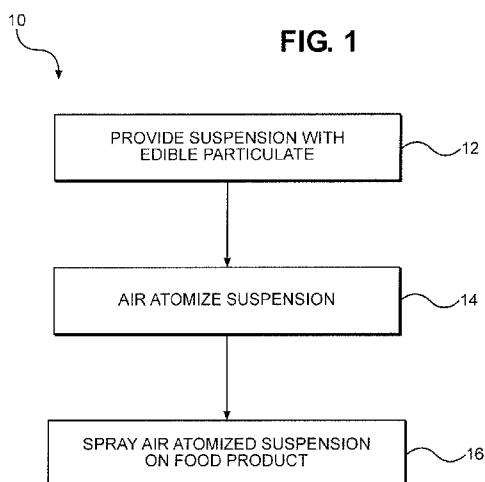 10
FIG. 1
PROVIDE SUSPENSION WITH
EDIBLE PARTICULATE
12
AIR ATOMIZE SUSPENSION
14
SPRAY AIR ATOMIZED SUSPENSION
ON FOOD PRODUCT
16